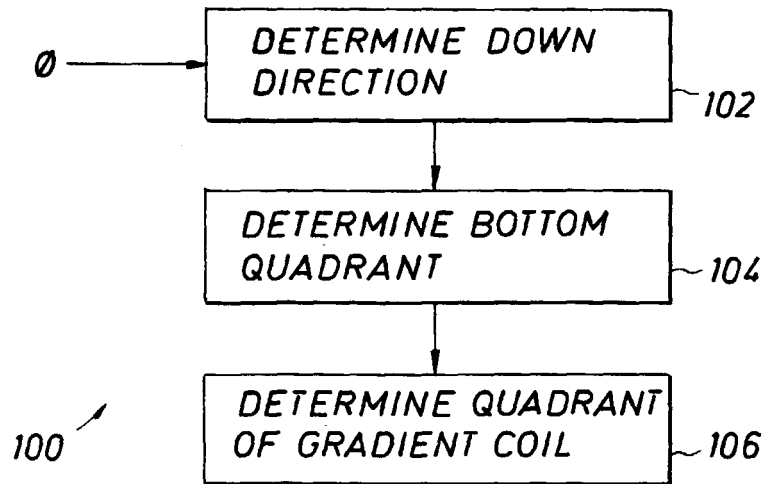 Ø
DETERMINE DOWN
DIRECTION
102
DETERMINE BOTTOM
QUADRANT
104
DETERMINE QUADRANT
OF GRADIENT COIL
106
100